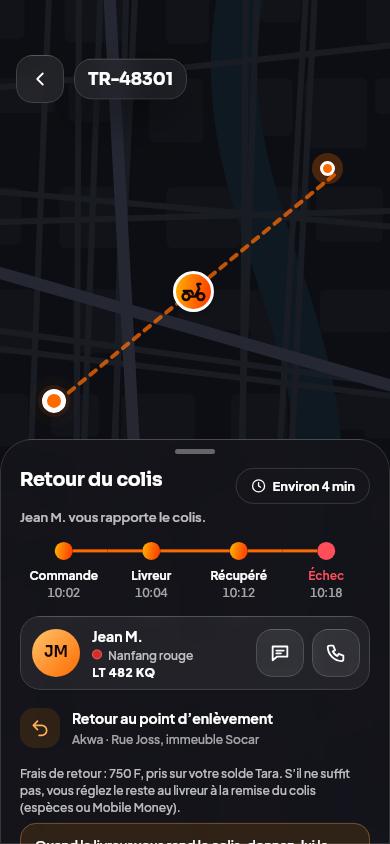 TR-48301
Retour du colis
Environ 4 min
Jean M. vous rapporte le colis.
Commande Livreur Récupéré Échec
10:02 10:04 10:12 10:18
JM
Jean M.
Nanfang rouge
LT 482 KQ
Retour au point d’enlèvement
Akwa · Rue Joss, immeuble Socar
Frais de retour : 750 F, pris sur votre solde Tara. S’il ne suffit
pas, vous réglez le reste au livreur à la remise du colis
(espèces ou Mobile Money).